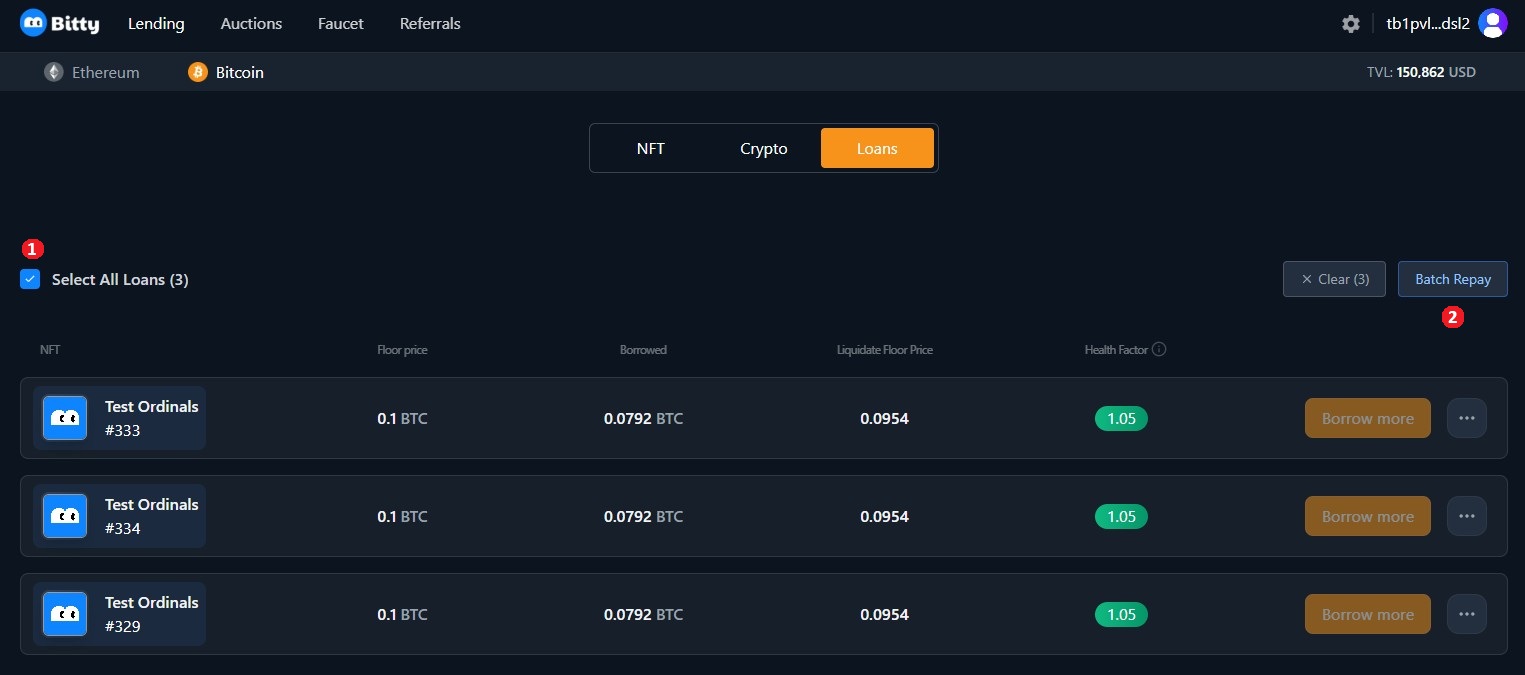 Bitty Lending Auctions Faucet Referrals tb1pvl...dsl2
Ethereum Bitcoin TVL: 150,862 USD
NFT Crypto Loans
1
Select All Loans (3) × Clear (3) Batch Repay
2
NFT Floor price Borrowed Liquidate Floor Price Health Factor
Test Ordinals
#333
0.1 BTC 0.0792 BTC 0.0954 1.05 Borrow more ...
Test Ordinals
#334
0.1 BTC 0.0792 BTC 0.0954 1.05 Borrow more ...
Test Ordinals
#329
0.1 BTC 0.0792 BTC 0.0954 1.05 Borrow more ...